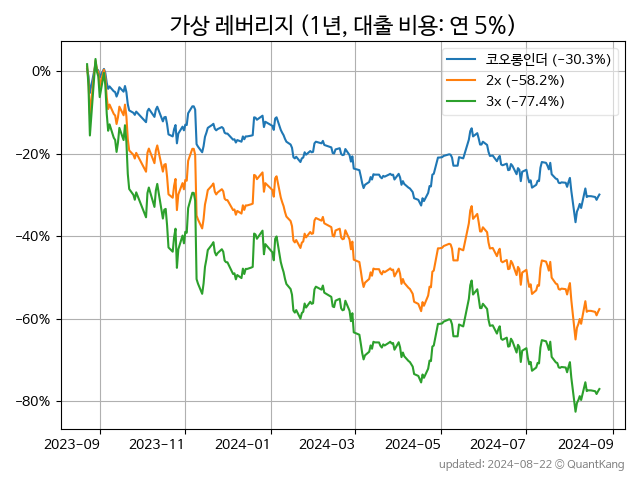 가상 레버리지 (1년, 대출 비용: 연 5%)
코오롱인더 (−30.3%)
2x (−58.2%)
3x (−77.4%)
0%
−20%
−40%
−60%
−80%
2023-09
2023-11
2024-01
2024-03
2024-05
2024-07
2024-09
updated: 2024-08-22 © QuantKang